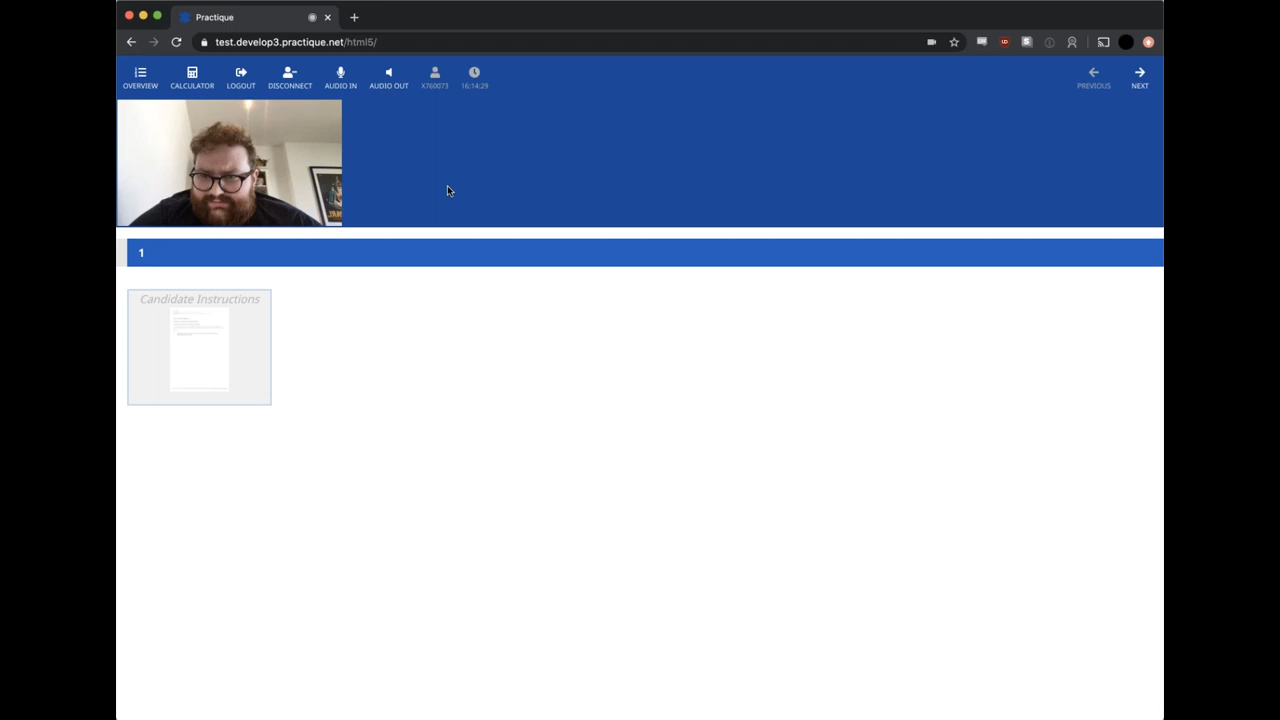 Practique
test.develop3.practique.net/html5/
OVERVIEW
CALCULATOR
LOGOUT
DISCONNECT
AUDIO IN
AUDIO OUT
X760073
16:14:29
PREVIOUS
NEXT
1
Candidate Instructions